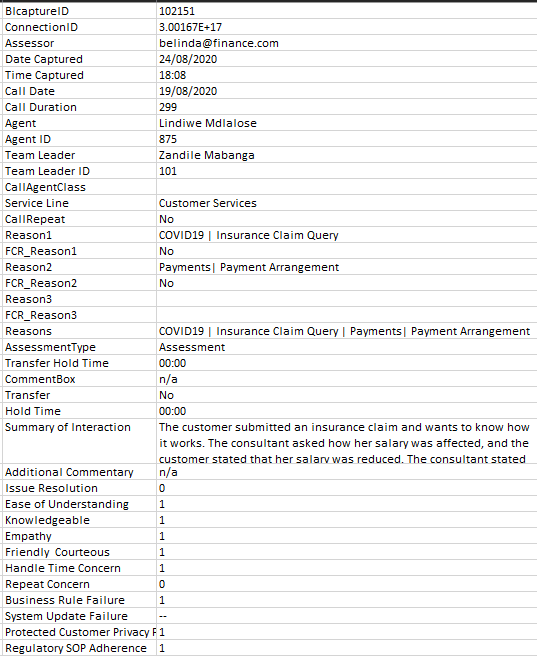 BIcaptureID 102151
ConnectionID 3.00167E+17
Assessor belinda@finance.com
Date Captured 24/08/2020
Time Captured 18:08
Call Date 19/08/2020
Call Duration 299
Agent Lindiwe Mdlalose
Agent ID 875
Team Leader Zandile Mabanga
Team Leader ID 101
CallAgentClass
Service Line Customer Services
CallRepeat No
Reason1 COVID19 | Insurance Claim Query
FCR_Reason1 No
Reason2 Payments| Payment Arrangement
FCR_Reason2 No
Reason3
FCR_Reason3
Reasons COVID19 | Insurance Claim Query | Payments| Payment Arrangement
AssessmentType Assessment
Transfer Hold Time 00:00
CommentBox n/a
Transfer No
Hold Time 00:00
Summary of Interaction The customer submitted an insurance claim and wants to know how
it works. The consultant asked how her salary was affected, and the
customer stated that her salary was reduced. The consultant stated
Additional Commentary n/a
Issue Resolution 0
Ease of Understanding 1
Knowledgeable 1
Empathy 1
Friendly Courteous 1
Handle Time Concern 1
Repeat Concern 0
Business Rule Failure 1
System Update Failure --
Protected Customer Privacy F 1
Regulatory SOP Adherence 1